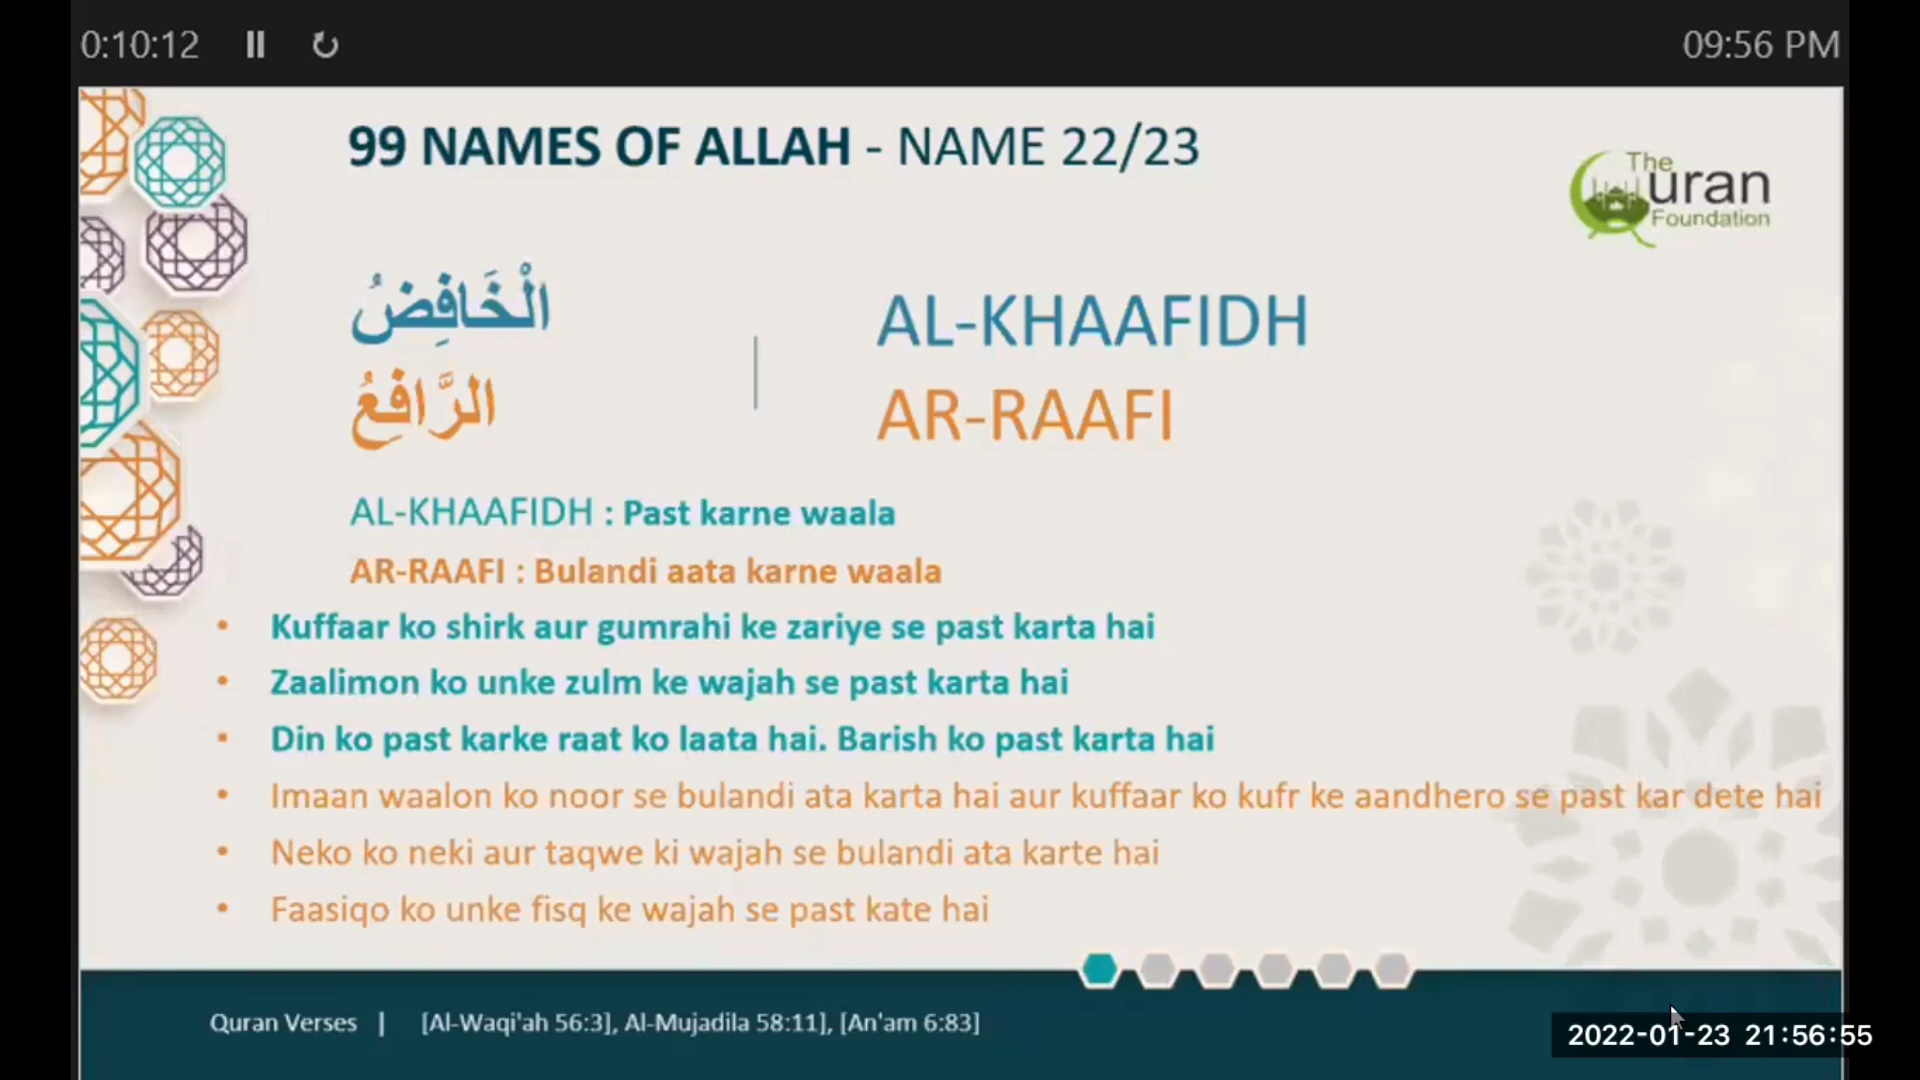 0:10:12
09:56 PM
99 NAMES OF ALLAH - NAME 22/23
The
Quran
Foundation
الْخَافِضُ
AL-KHAAFIDH
الرَّافِعُ
AR-RAAFI
AL-KHAAFIDH : Past karne waala
AR-RAAFI : Bulandi aata karne waala
• Kuffaar ko shirk aur gumrahi ke zariye se past karta hai
• Zaalimon ko unke zulm ke wajah se past karta hai
• Din ko past karke raat ko laata hai. Barish ko past karta hai
• Imaan waalon ko noor se bulandi ata karta hai aur kuffaar ko kufr ke aandhero se past kar dete hai
• Neko ko neki aur taqwe ki wajah se bulandi ata karte hai
• Faasiqo ko unke fisq ke wajah se past kate hai
Quran Verses | [Al-Waqi'ah 56:3], Al-Mujadila 58:11], [An'am 6:83]
2022-01-23 21:56:55